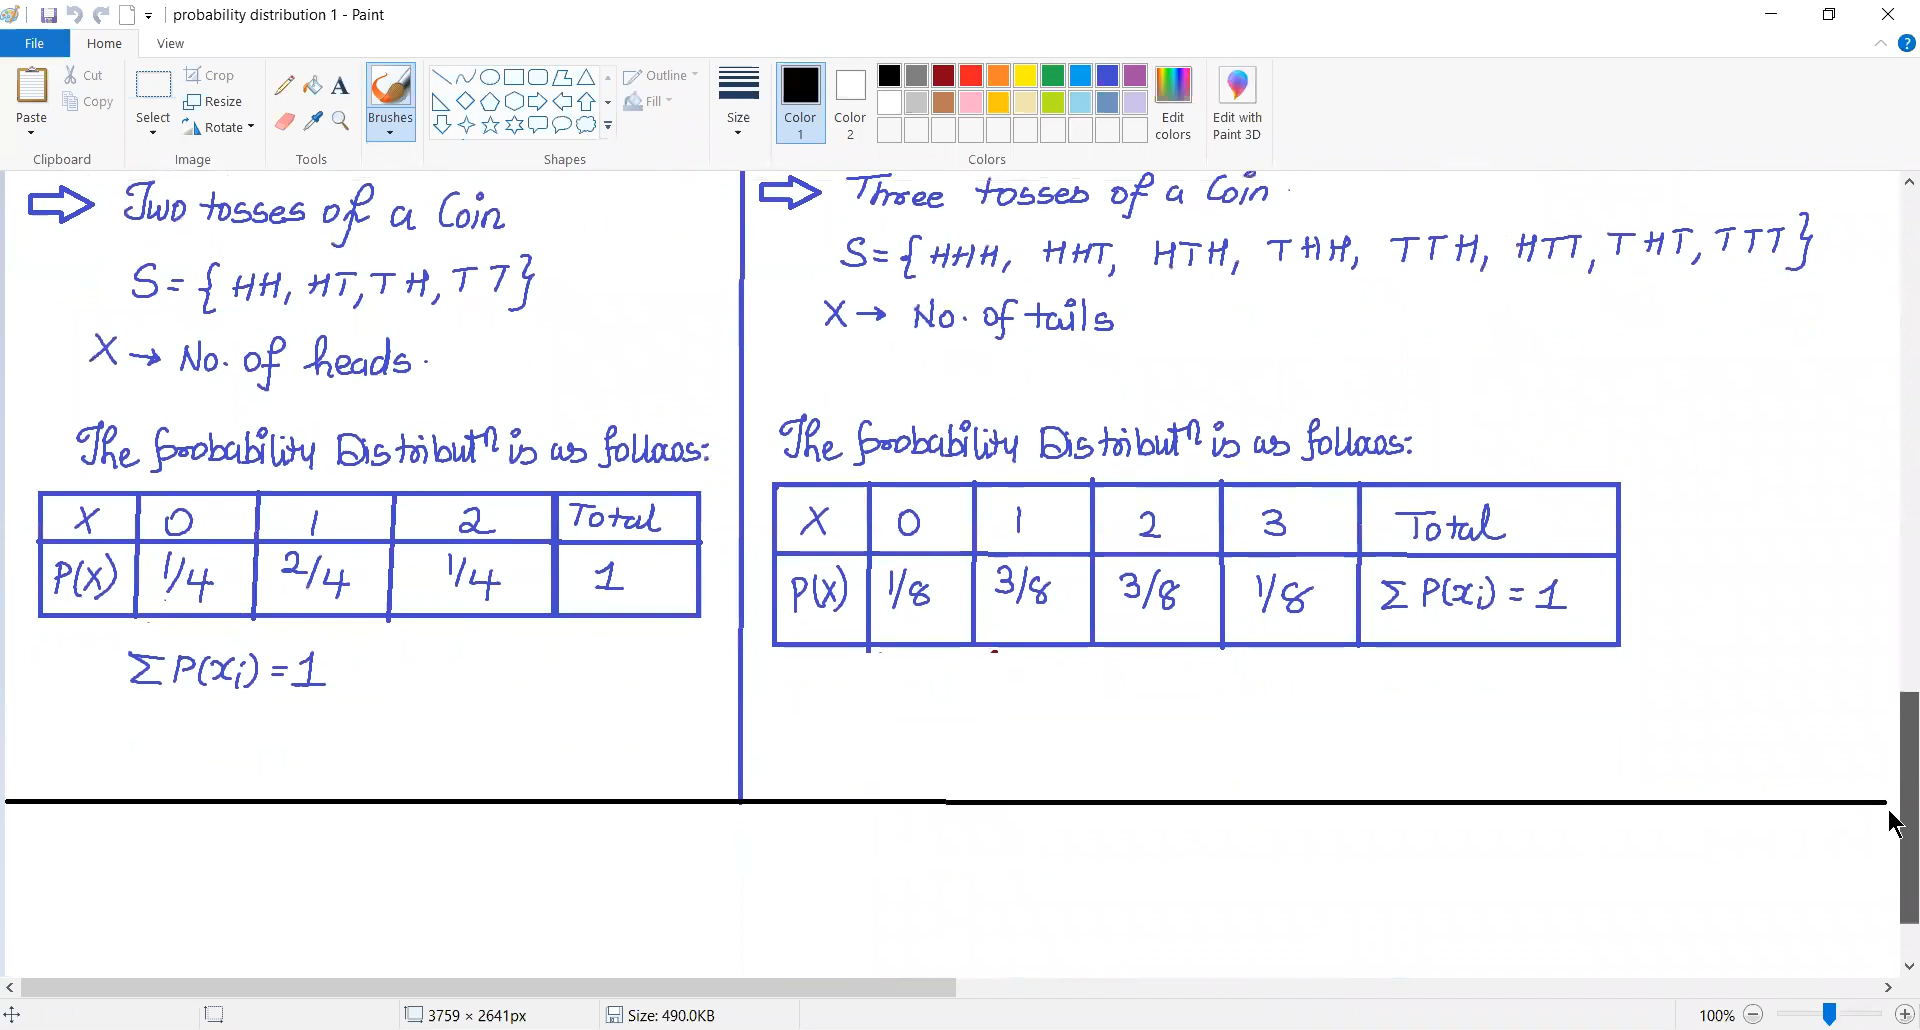 probability distribution 1 - Paint
File Home View
Paste
Cut
Copy
Clipboard
Select
Crop
Resize
Rotate
Image
A
Tools
Brushes
Shapes
Outline
Fill
Size
Color 1
Color 2
Colors
Edit colors
Edit with Paint 3D
Two tosses of a Coin
S = { HH, HT, TH, TT}
X → No. of heads.
The probability Distributⁿ is as follows:
X 0 1 2 Total
P(X) 1/4 2/4 1/4 1
Σ P(xᵢ) = 1
Three tosses of a Coin
S = { HHH, HHT, HTH, THH, TTH, HTT, THT, TTT}
X → No. of tails
The probability Distributⁿ is as follows:
X 0 1 2 3 Total
P(X) 1/8 3/8 3/8 1/8 Σ P(xᵢ) = 1
3759 × 2641px
Size: 490.0KB
100%